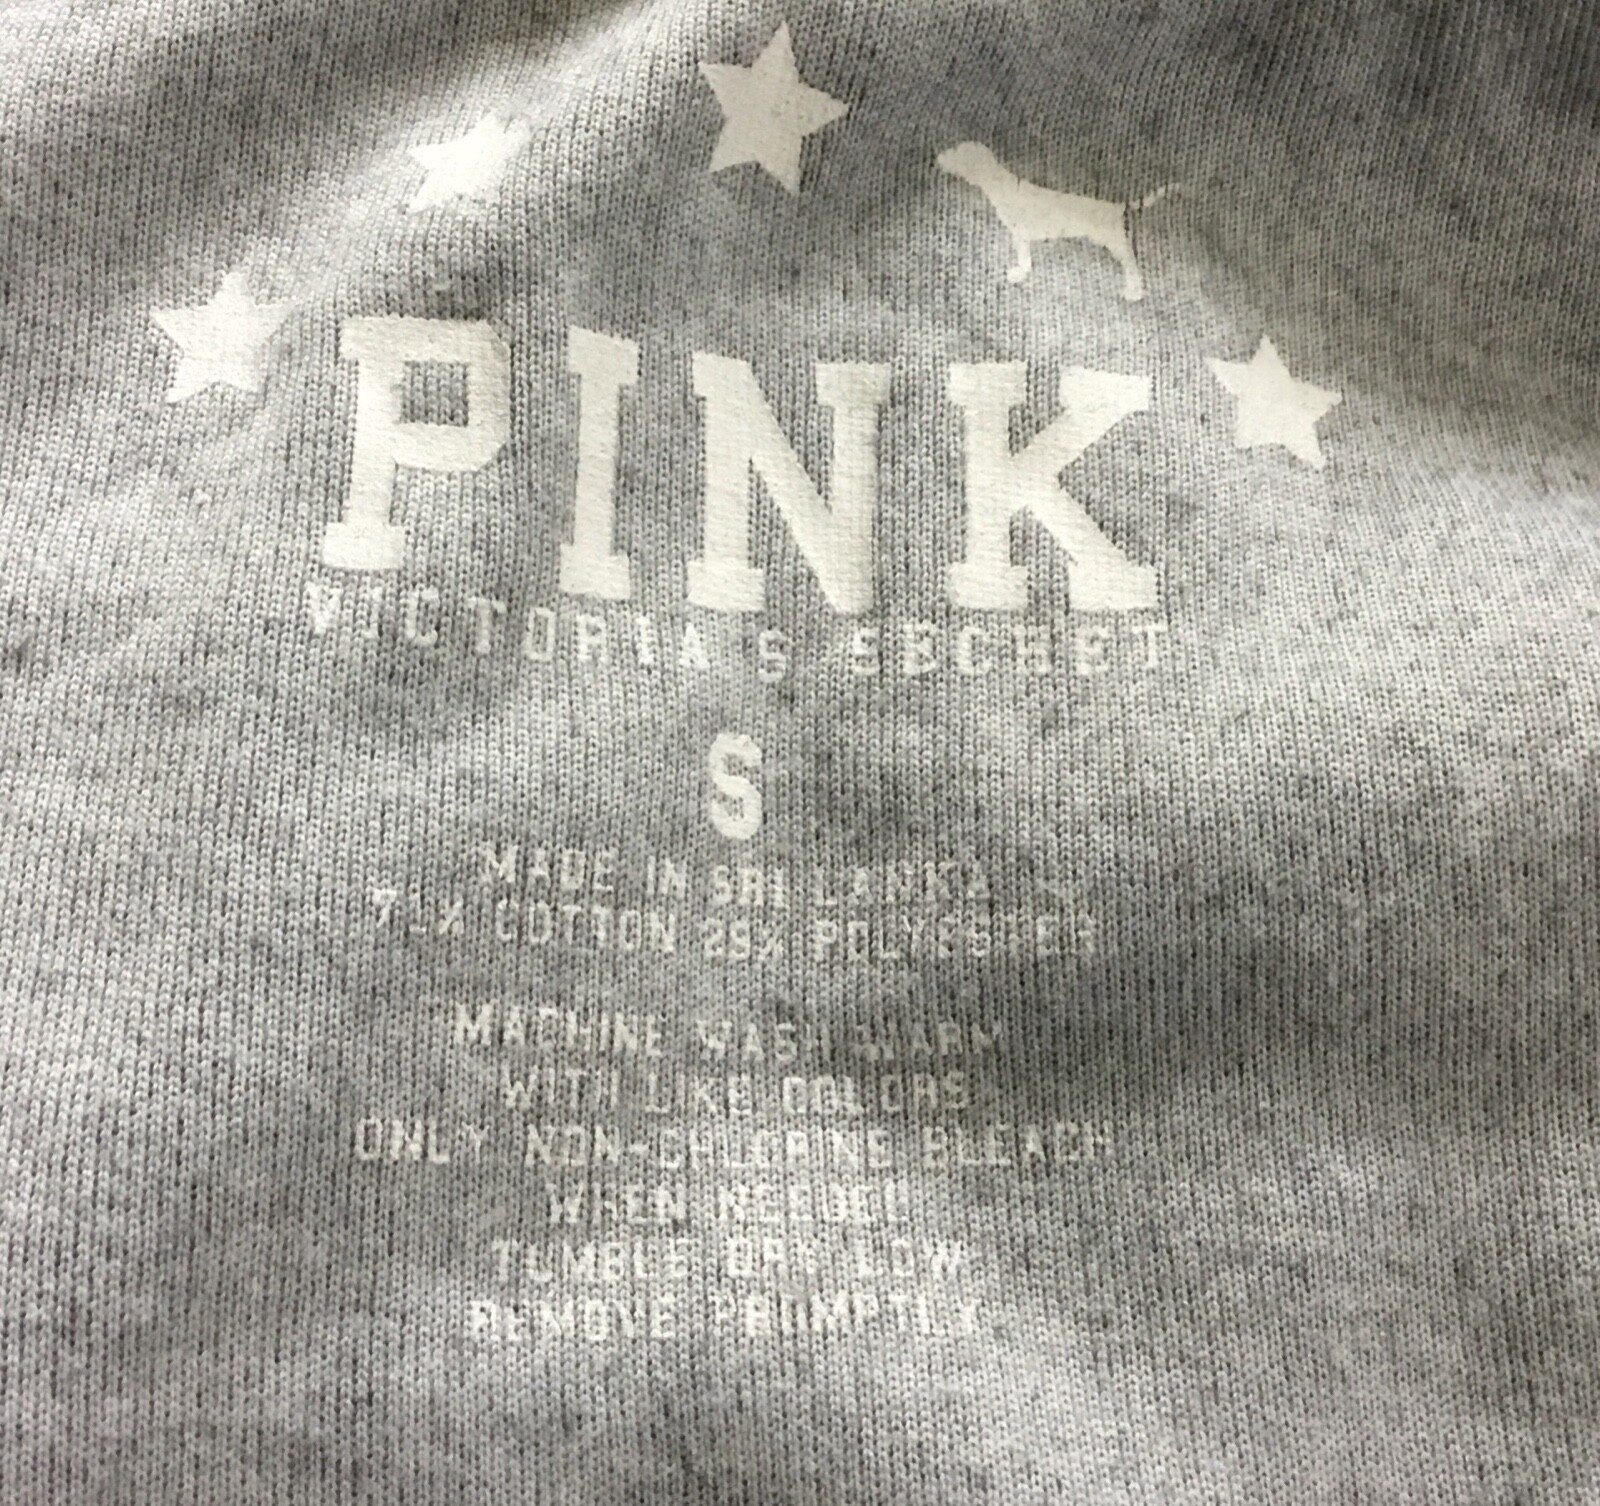 PINK
VICTORIA'S SECRET
S
MADE IN SRI LANKA
71% COTTON 29% POLYESTER
MACHINE WASH WARM
WITH LIKE COLORS
ONLY NON-CHLORINE BLEACH
WHEN NEEDED
TUMBLE DRY LOW
REMOVE PROMPTLY